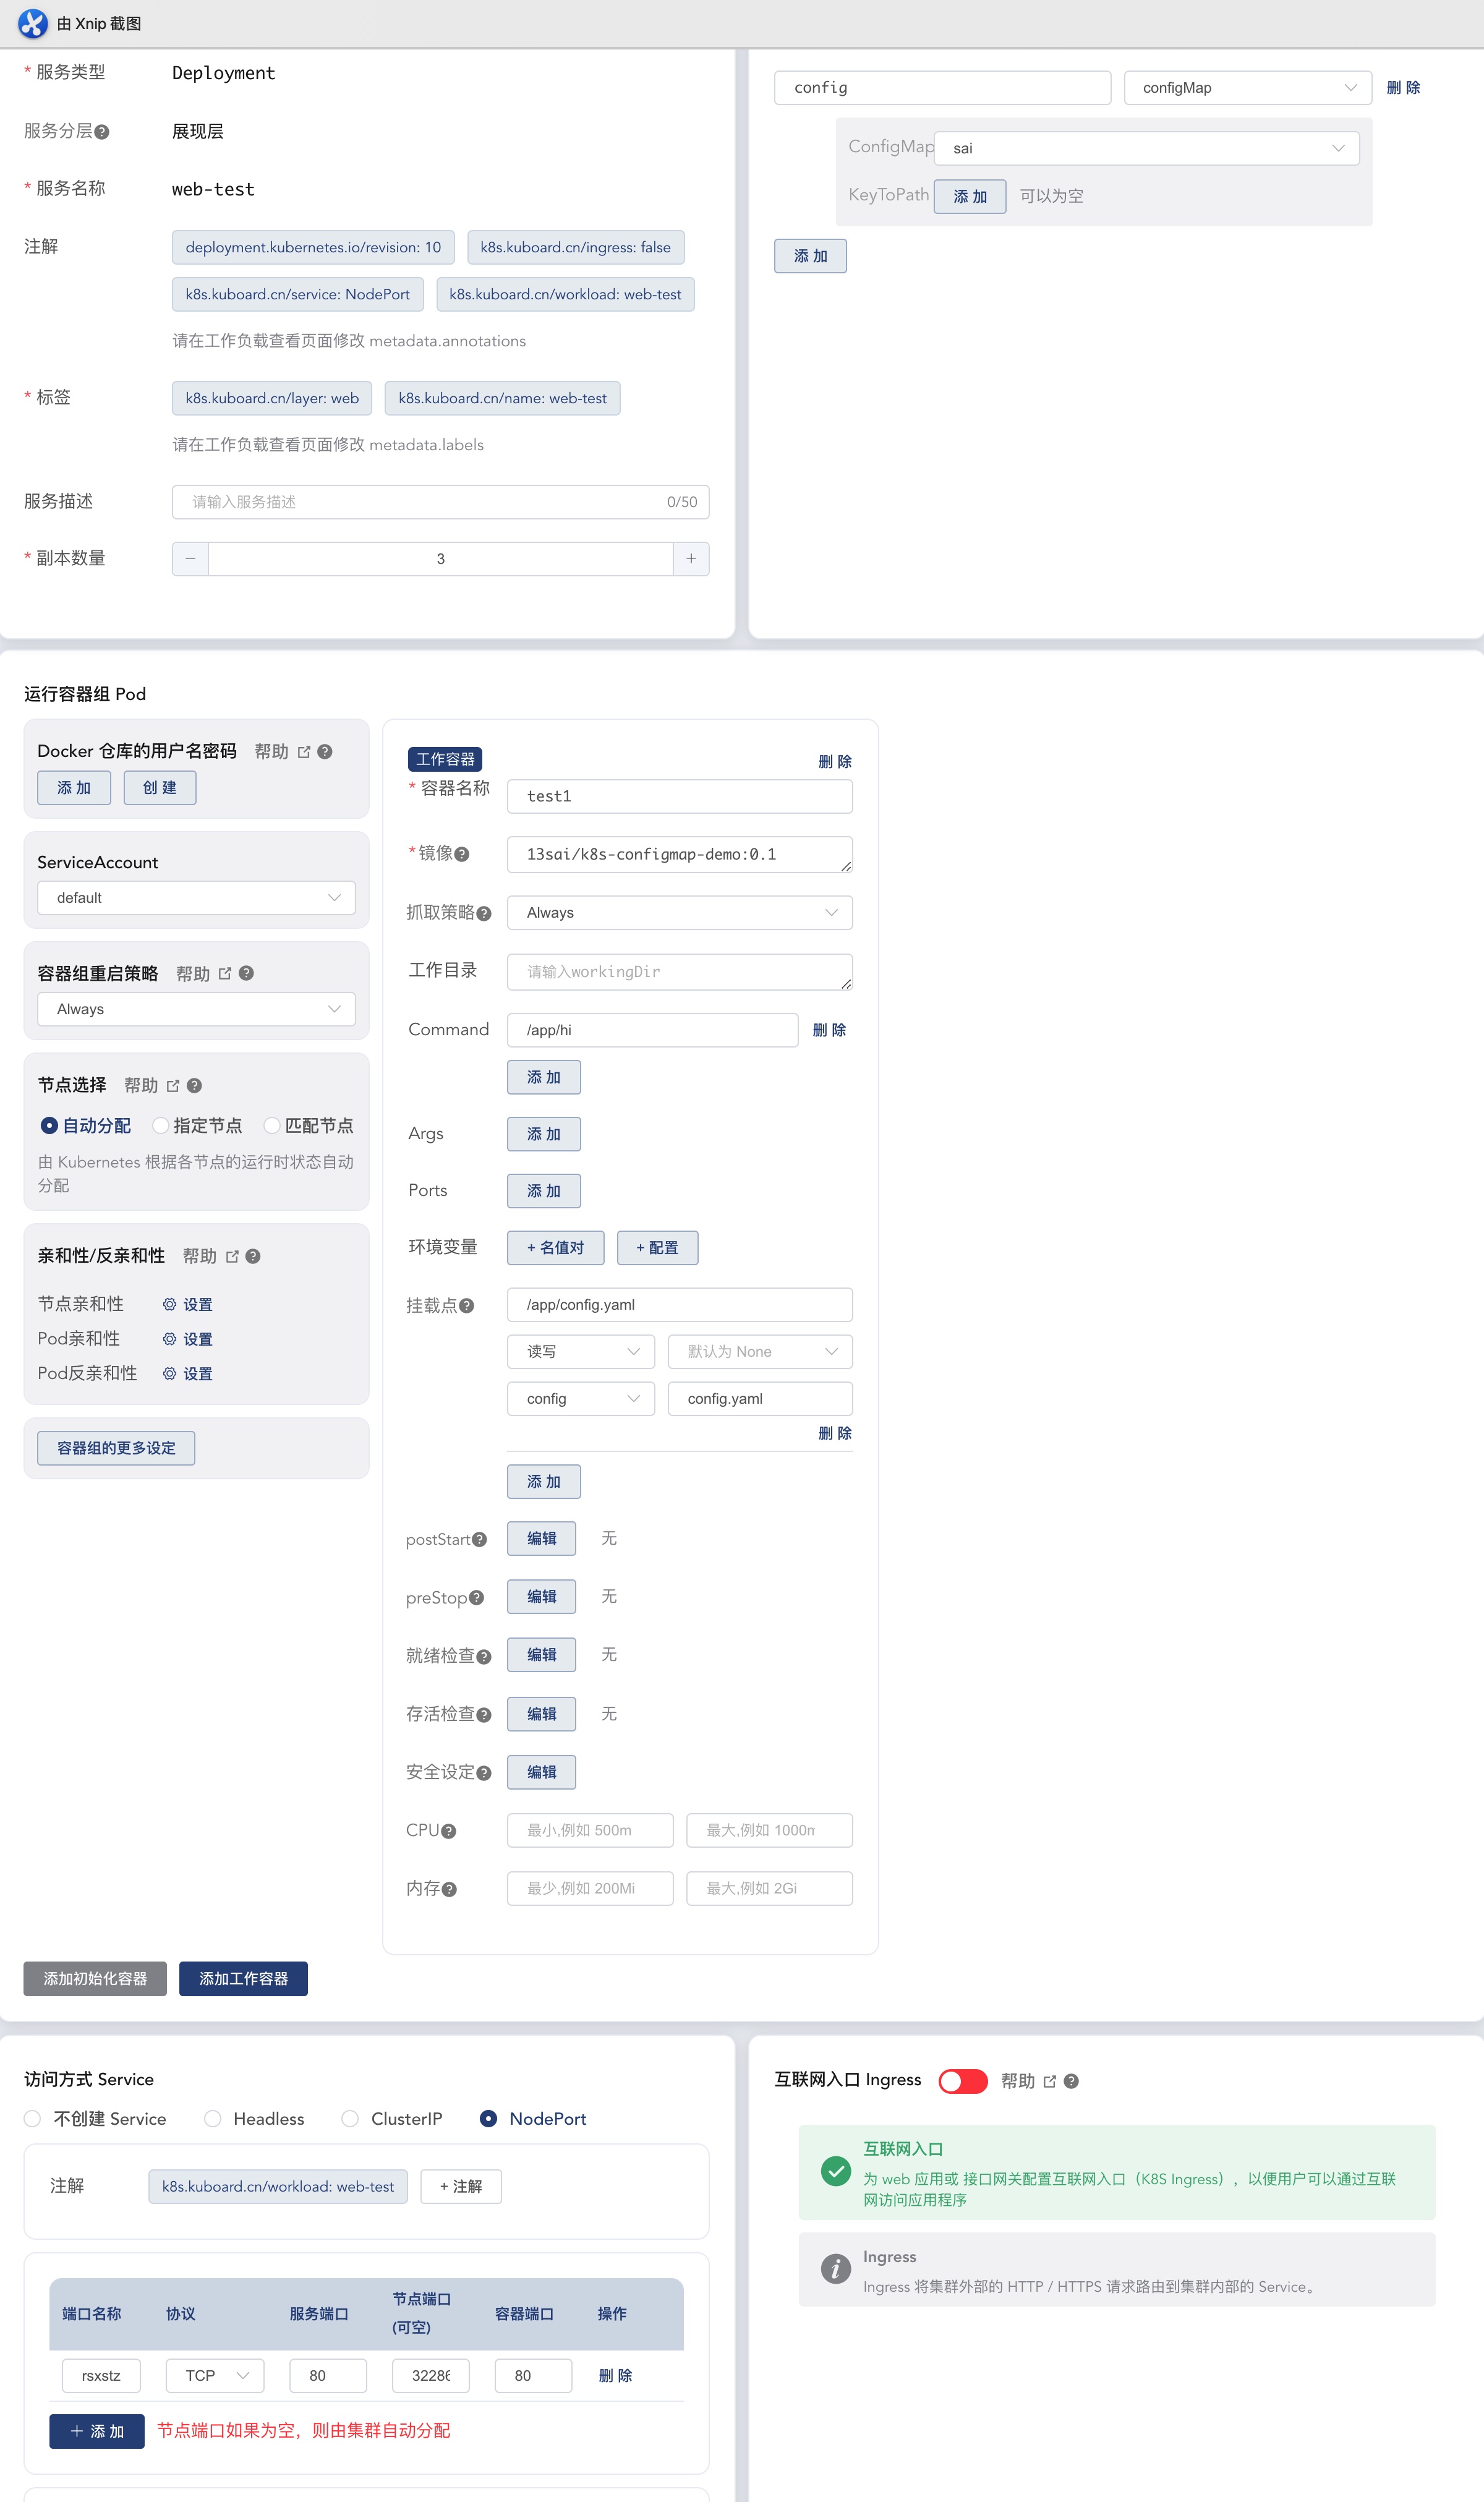 由 Xnip 截图
* 服务类型 Deployment
服务分层 展现层
* 服务名称 web-test
注解 deployment.kubernetes.io/revision: 10 k8s.kuboard.cn/ingress: false
k8s.kuboard.cn/service: NodePort k8s.kuboard.cn/workload: web-test
请在工作负载查看页面修改 metadata.annotations
* 标签 k8s.kuboard.cn/layer: web k8s.kuboard.cn/name: web-test
请在工作负载查看页面修改 metadata.labels
服务描述 请输入服务描述 0/50
* 副本数量 − 3 +
config configMap 删 除
ConfigMap sai
KeyToPath 添 加 可以为空
添 加
运行容器组 Pod
Docker 仓库的用户名密码 帮助
添 加 创 建
ServiceAccount
default
容器组重启策略 帮助
Always
节点选择 帮助
自动分配 指定节点 匹配节点
由 Kubernetes 根据各节点的运行时状态自动
分配
亲和性/反亲和性 帮助
节点亲和性 设置
Pod亲和性 设置
Pod反亲和性 设置
容器组的更多设定
工作容器 删 除
* 容器名称 test1
*镜像 13sai/k8s-configmap-demo:0.1
抓取策略 Always
工作目录 请输入workingDir
Command /app/hi 删 除
添 加
Args 添 加
Ports 添 加
环境变量 + 名值对 + 配置
挂载点 /app/config.yaml
读写 默认为 None
config config.yaml
删 除
添 加
postStart 编辑 无
preStop 编辑 无
就绪检查 编辑 无
存活检查 编辑 无
安全设定 编辑
CPU 最小,例如 500m 最大,例如 1000m
内存 最少,例如 200Mi 最大,例如 2Gi
添加初始化容器 添加工作容器
访问方式 Service
不创建 Service Headless ClusterIP NodePort
注解 k8s.kuboard.cn/workload: web-test + 注解
端口名称 协议 服务端口 节点端口 容器端口 操作
(可空)
rsxstz TCP 80 32286 80 删 除
+ 添 加 节点端口如果为空，则由集群自动分配
互联网入口 Ingress 帮助
互联网入口
为 web 应用或 接口网关配置互联网入口（K8S Ingress），以便用户可以通过互联
网访问应用程序
Ingress
Ingress 将集群外部的 HTTP / HTTPS 请求路由到集群内部的 Service。